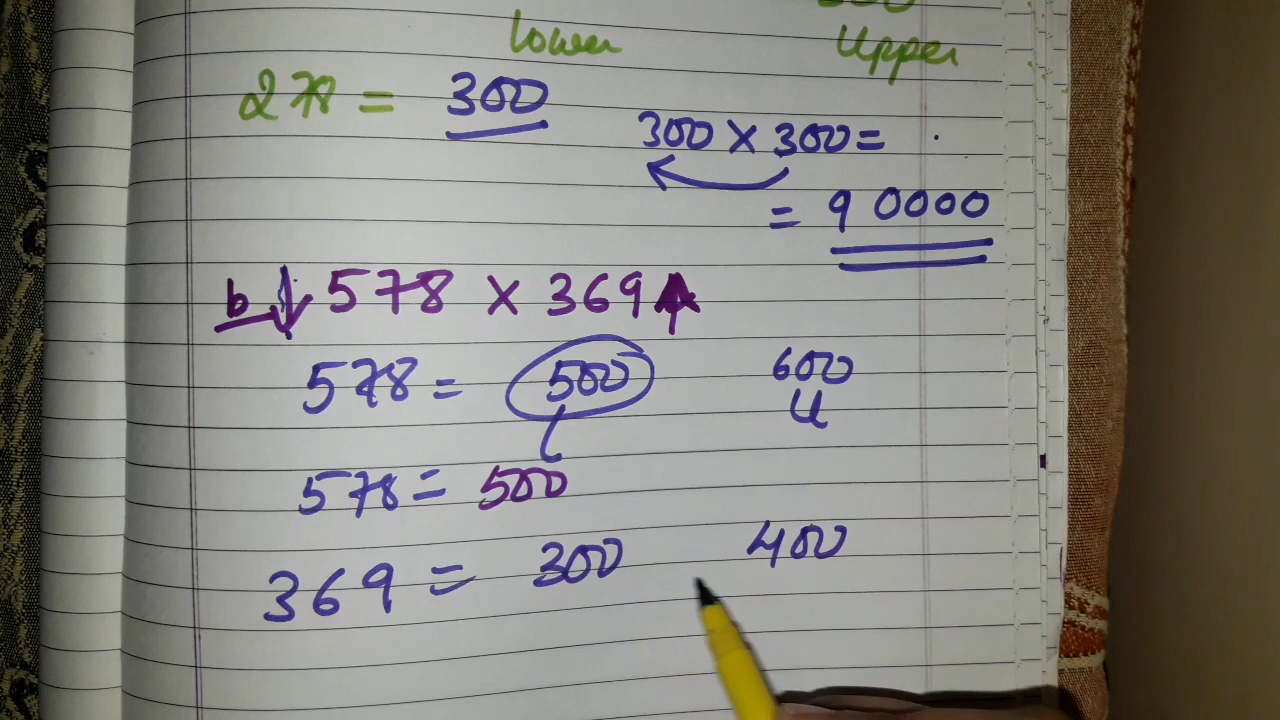 lower Upper
278 = 300
300 × 300 =
= 90000
b ↓ 578 × 369 ↑
578 = 500 600
U
578 = 500
369 = 300 400